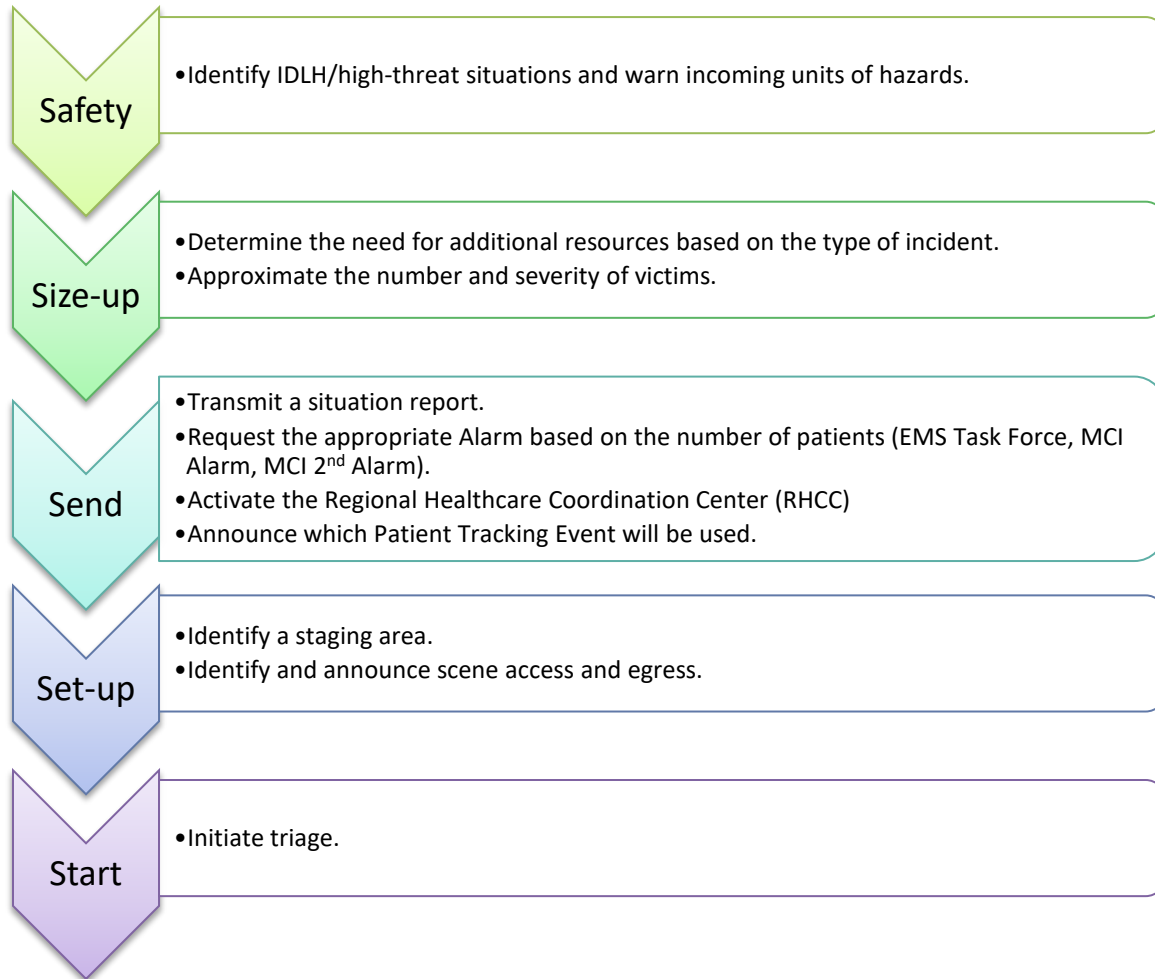 Safety
•Identify IDLH/high-threat situations and warn incoming units of hazards.
Size-up
•Determine the need for additional resources based on the type of incident.
•Approximate the number and severity of victims.
Send
•Transmit a situation report.
•Request the appropriate Alarm based on the number of patients (EMS Task Force, MCI
Alarm, MCI 2nd Alarm).
•Activate the Regional Healthcare Coordination Center (RHCC)
•Announce which Patient Tracking Event will be used.
Set-up
•Identify a staging area.
•Identify and announce scene access and egress.
Start
•Initiate triage.